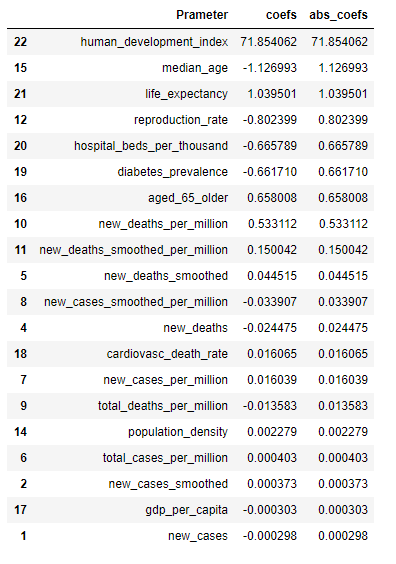 Prameter coefs abs_coefs
22 human_development_index 71.854062 71.854062
15 median_age -1.126993 1.126993
21 life_expectancy 1.039501 1.039501
12 reproduction_rate -0.802399 0.802399
20 hospital_beds_per_thousand -0.665789 0.665789
19 diabetes_prevalence -0.661710 0.661710
16 aged_65_older 0.658008 0.658008
10 new_deaths_per_million 0.533112 0.533112
11 new_deaths_smoothed_per_million 0.150042 0.150042
5 new_deaths_smoothed 0.044515 0.044515
8 new_cases_smoothed_per_million -0.033907 0.033907
4 new_deaths -0.024475 0.024475
18 cardiovasc_death_rate 0.016065 0.016065
7 new_cases_per_million 0.016039 0.016039
9 total_deaths_per_million -0.013583 0.013583
14 population_density 0.002279 0.002279
6 total_cases_per_million 0.000403 0.000403
2 new_cases_smoothed 0.000373 0.000373
17 gdp_per_capita -0.000303 0.000303
1 new_cases -0.000298 0.000298